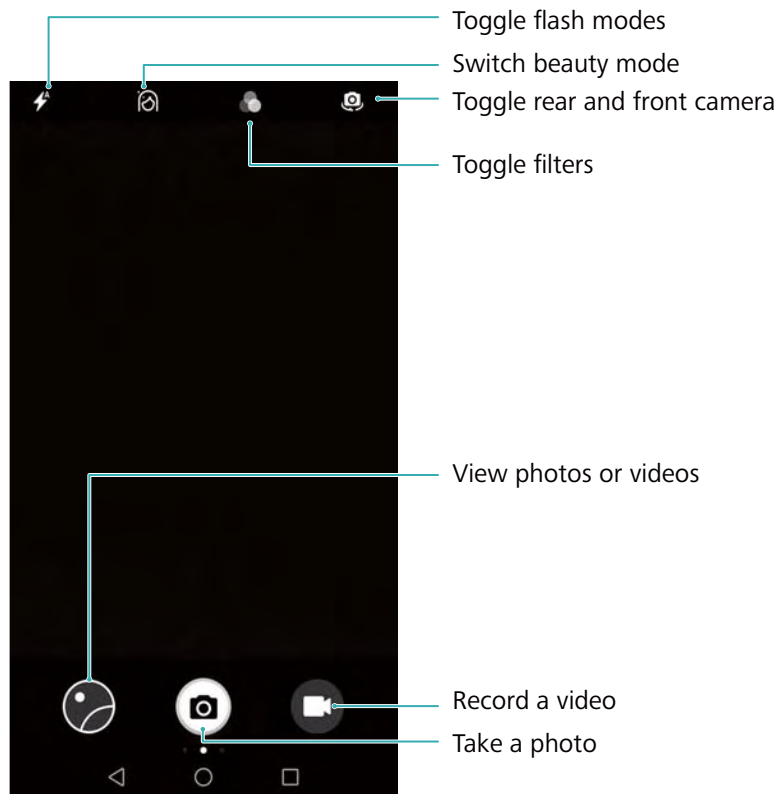 Toggle flash modes
Switch beauty mode
Toggle rear and front camera
Toggle filters
View photos or videos
Record a video
Take a photo
A